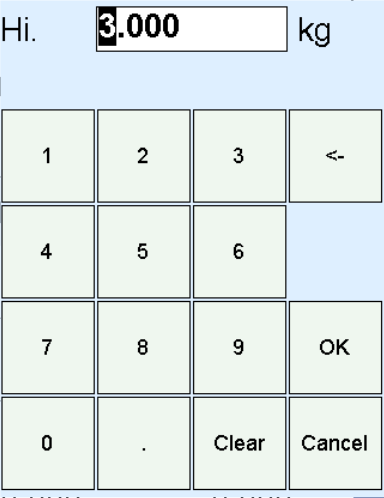 Hi. 3.000 kg
1 2 3 <-
4 5 6
7 8 9 OK
0 . Clear Cancel